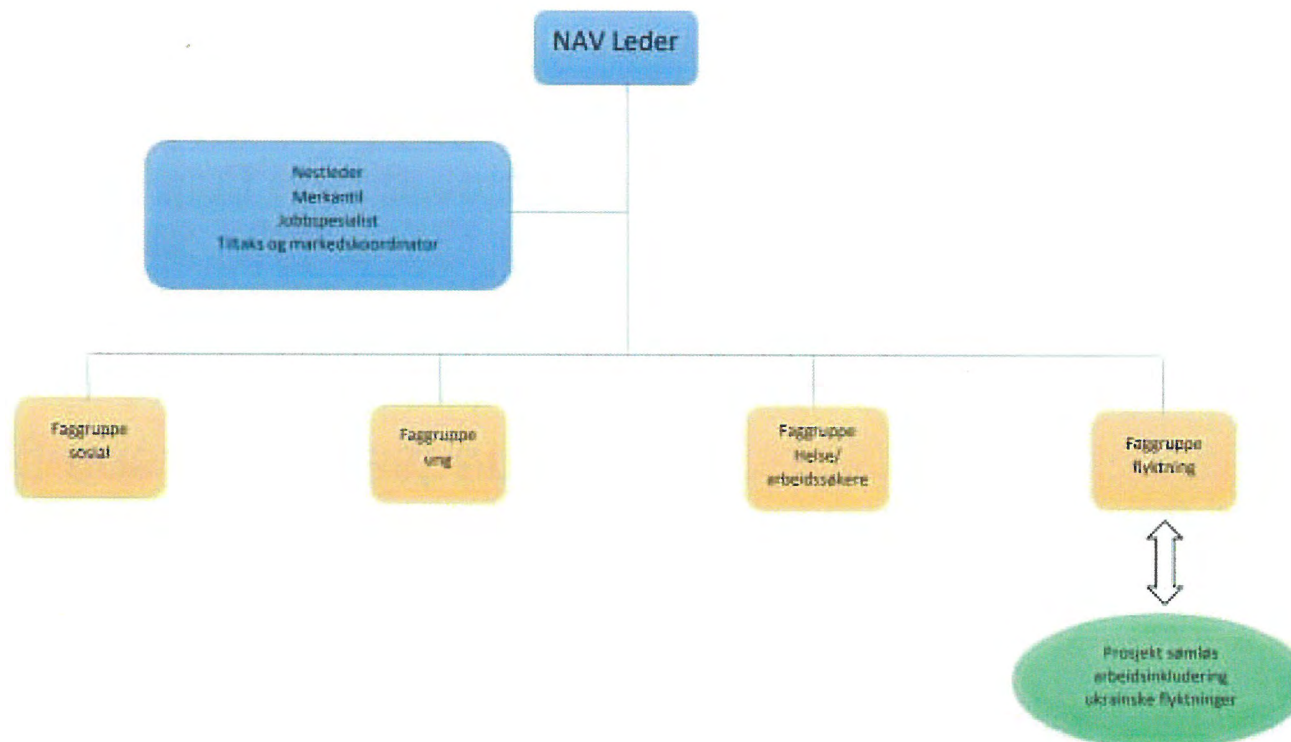 NAV Leder
Nestleder
Merkantil
Jobbspesialist
Tiltaks og markedskoordinator
Faggruppe
sosial
Faggruppe
ung
Faggruppe
Helse/
arbeidssøkere
Faggruppe
flyktning
Prosjekt sømløs
arbeidsinkludering
ukrainske flyktninger